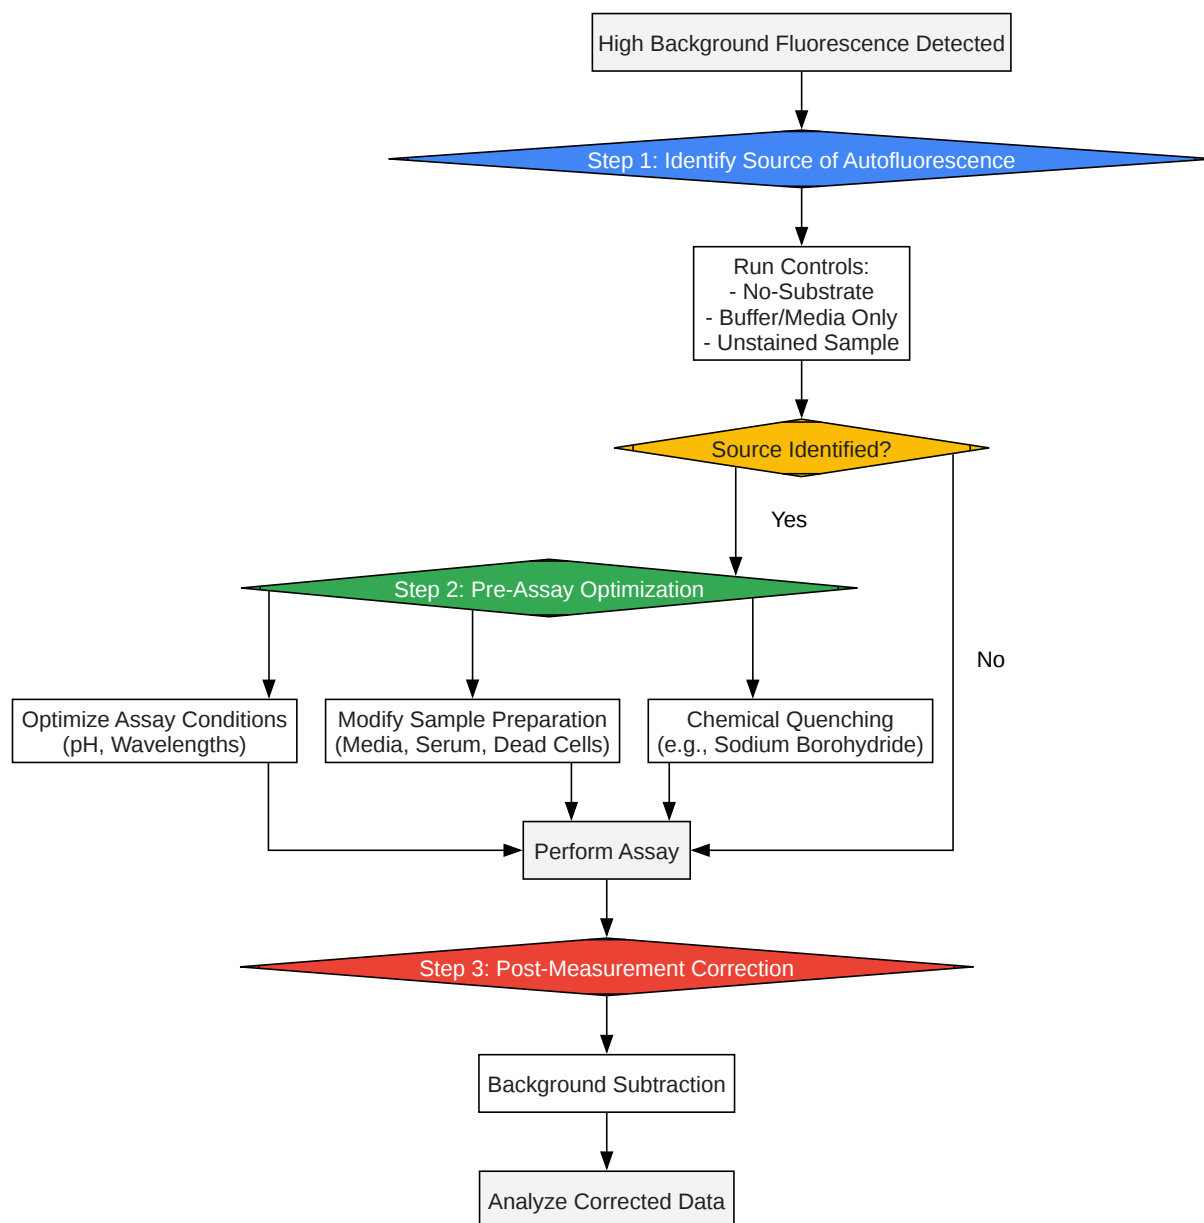 High Background Fluorescence Detected
Step 1: Identify Source of Autofluorescence
Run Controls:
- No-Substrate
- Buffer/Media Only
- Unstained Sample
Source Identified?
Yes
Step 2: Pre-Assay Optimization
No
Optimize Assay Conditions
(pH, Wavelengths)
Modify Sample Preparation
(Media, Serum, Dead Cells)
Chemical Quenching
(e.g., Sodium Borohydride)
Perform Assay
Step 3: Post-Measurement Correction
Background Subtraction
Analyze Corrected Data